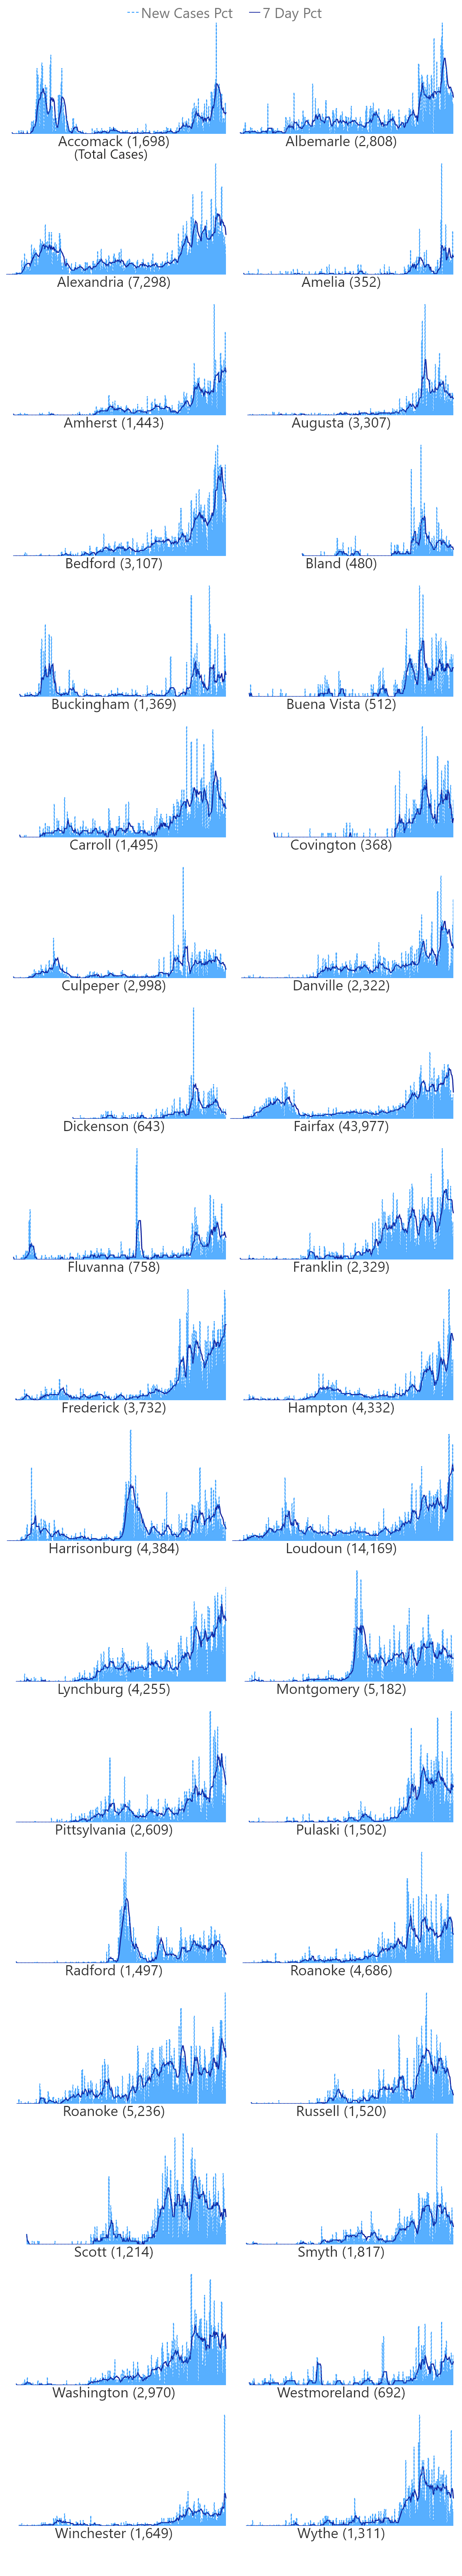 New Cases Pct 7 Day Pct
Accomack (1,698) Albemarle (2,808)
(Total Cases)
Alexandria (7,298) Amelia (352)
Amherst (1,443) Augusta (3,307)
Bedford (3,107) Bland (480)
Buckingham (1,369) Buena Vista (512)
Carroll (1,495) Covington (368)
Culpeper (2,998) Danville (2,322)
Dickenson (643) Fairfax (43,977)
Fluvanna (758) Franklin (2,329)
Frederick (3,732) Hampton (4,332)
Harrisonburg (4,384) Loudoun (14,169)
Lynchburg (4,255) Montgomery (5,182)
Pittsylvania (2,609) Pulaski (1,502)
Radford (1,497) Roanoke (4,686)
Roanoke (5,236) Russell (1,520)
Scott (1,214) Smyth (1,817)
Washington (2,970) Westmoreland (692)
Winchester (1,649) Wythe (1,311)